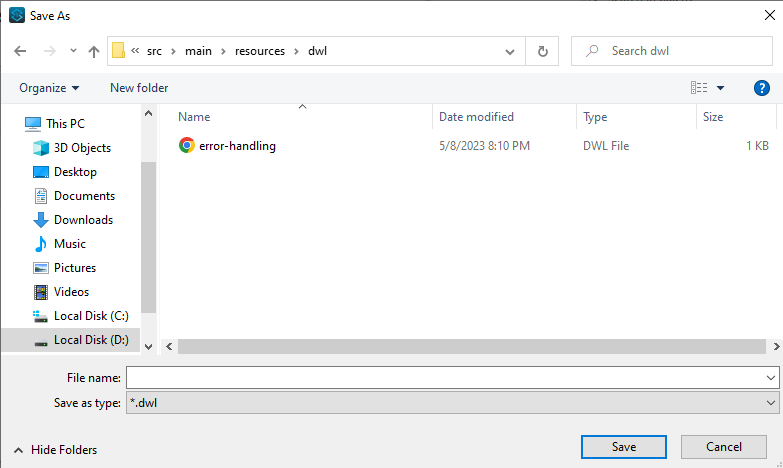 Save As
src
main
resources
dwl
Search dwl
Organize
New folder
?
Name
Date modified
Type
Size
error-handling
5/8/2023 8:10 PM
DWL File
1 KB
This PC
3D Objects
Desktop
Documents
Downloads
Music
Pictures
Videos
Local Disk (C:)
Local Disk (D:)
File name:
Save as type:
*.dwl
Hide Folders
Save
Cancel